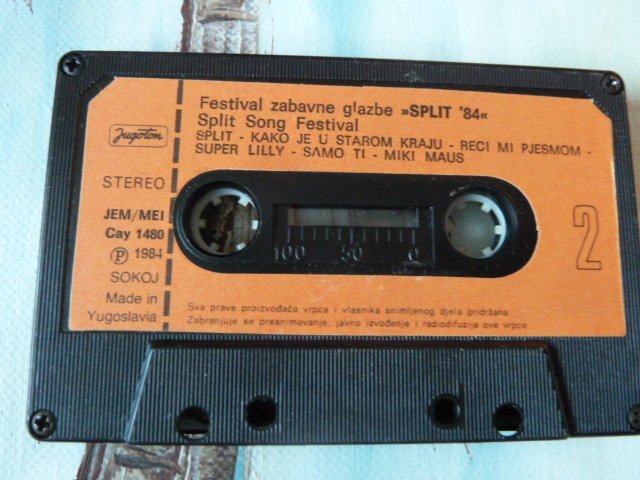 Festival zabavne glazbe »SPLIT '84«
Split Song Festival
SPLIT - KAKO JE U STAROM KRAJU - RECI MI PJESMOM -
SUPER LILLY - SAMO TI - MIKI MAUS
Jugoton
STEREO
JEM/MEI
Cay 1480
Ⓟ 1984
SOKOJ
Made in
Yugoslavia
100 50 0
2
Sva prava proizvođača vrpce i vlasnika snimljenog djela pridržana.
Zabranjuje se presnimavanje, javno izvođenje i radiodifuzija ove vrpce.